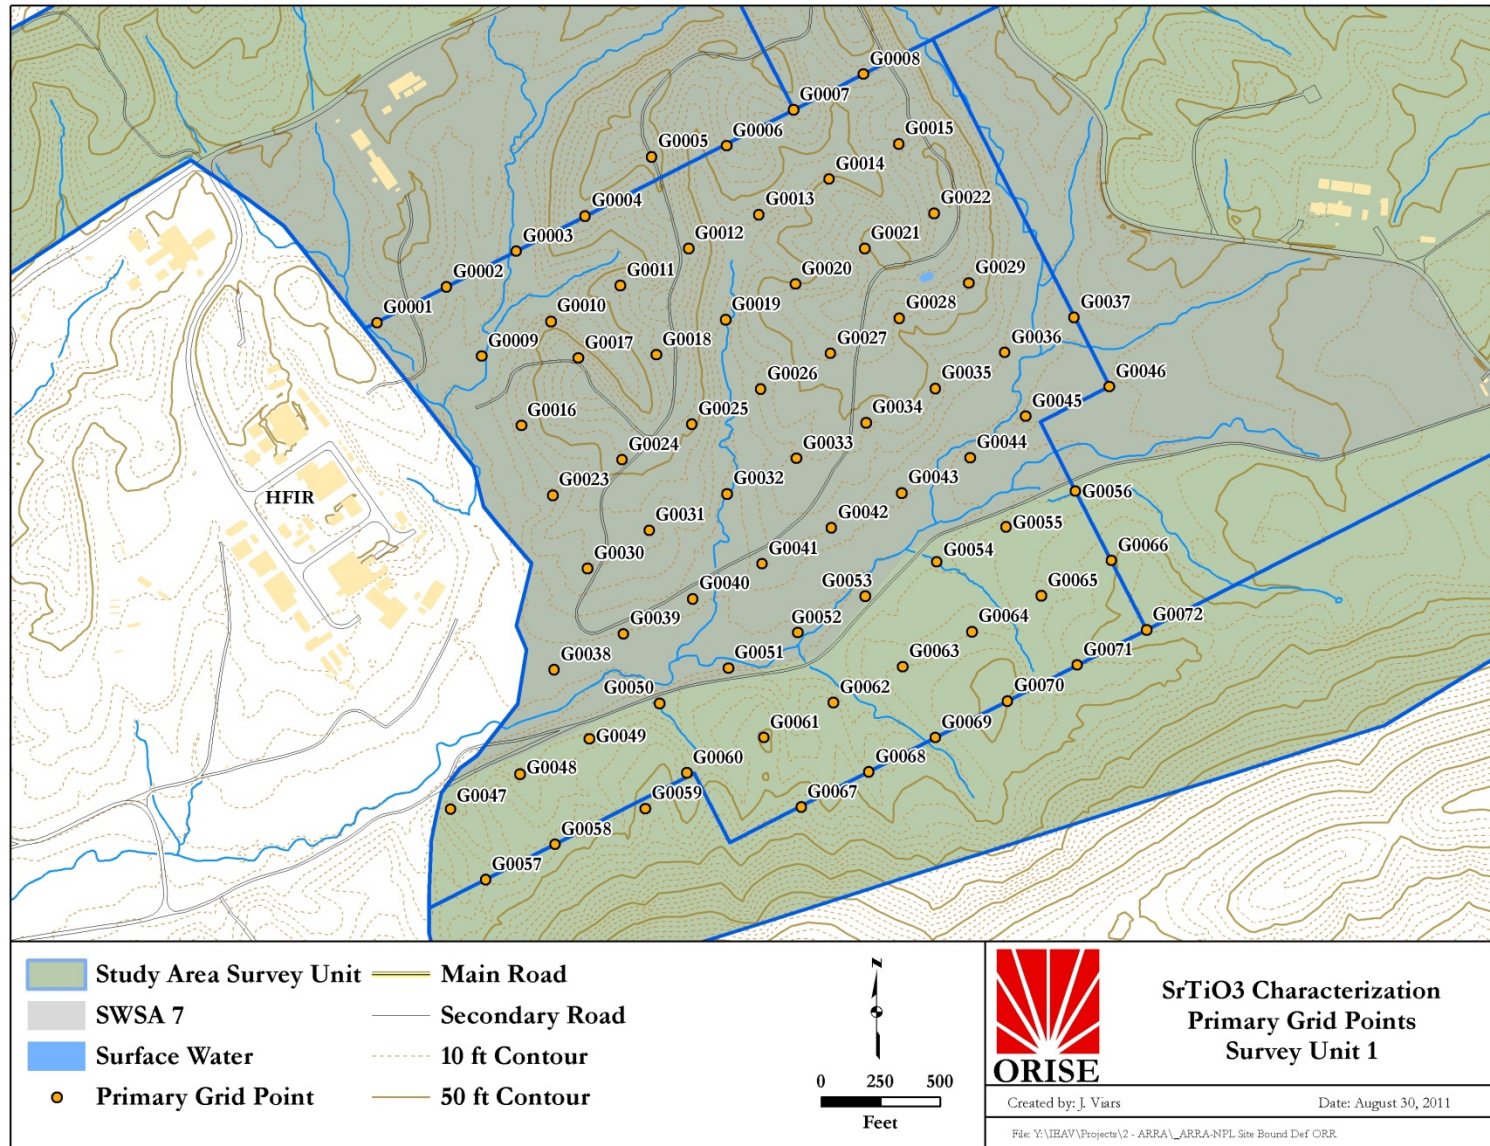 G0008
G0007
G0006
G0015
G0005
G0014
G0004
G0013
G0022
G0003
G0012
G0021
G0002
G0011
G0020
G0029
G0001
G0010
G0019
G0028
G0037
G0009
G0017
G0018
G0027
G0036
G0026
G0035
G0046
G0016
G0025
G0034
G0045
G0024
G0033
G0044
HFIR
G0023
G0032
G0043
G0056
G0031
G0042
G0055
G0030
G0041
G0054
G0066
G0040
G0053
G0065
G0039
G0052
G0064
G0072
G0038
G0051
G0063
G0071
G0050
G0062
G0070
G0049
G0061
G0069
G0048
G0060
G0068
G0047
G0059
G0067
G0058
G0057
Study Area Survey Unit
SWSA 7
Surface Water
Primary Grid Point
Main Road
Secondary Road
10 ft Contour
50 ft Contour
N
0 250 500
Feet
ORISE
SrTiO3 Characterization
Primary Grid Points
Survey Unit 1
Created by: J. Viars Date: August 30, 2011
File: Y:\IEAV\Projects\2 - ARRA\_ARRA-NPL Site Bound Def ORR